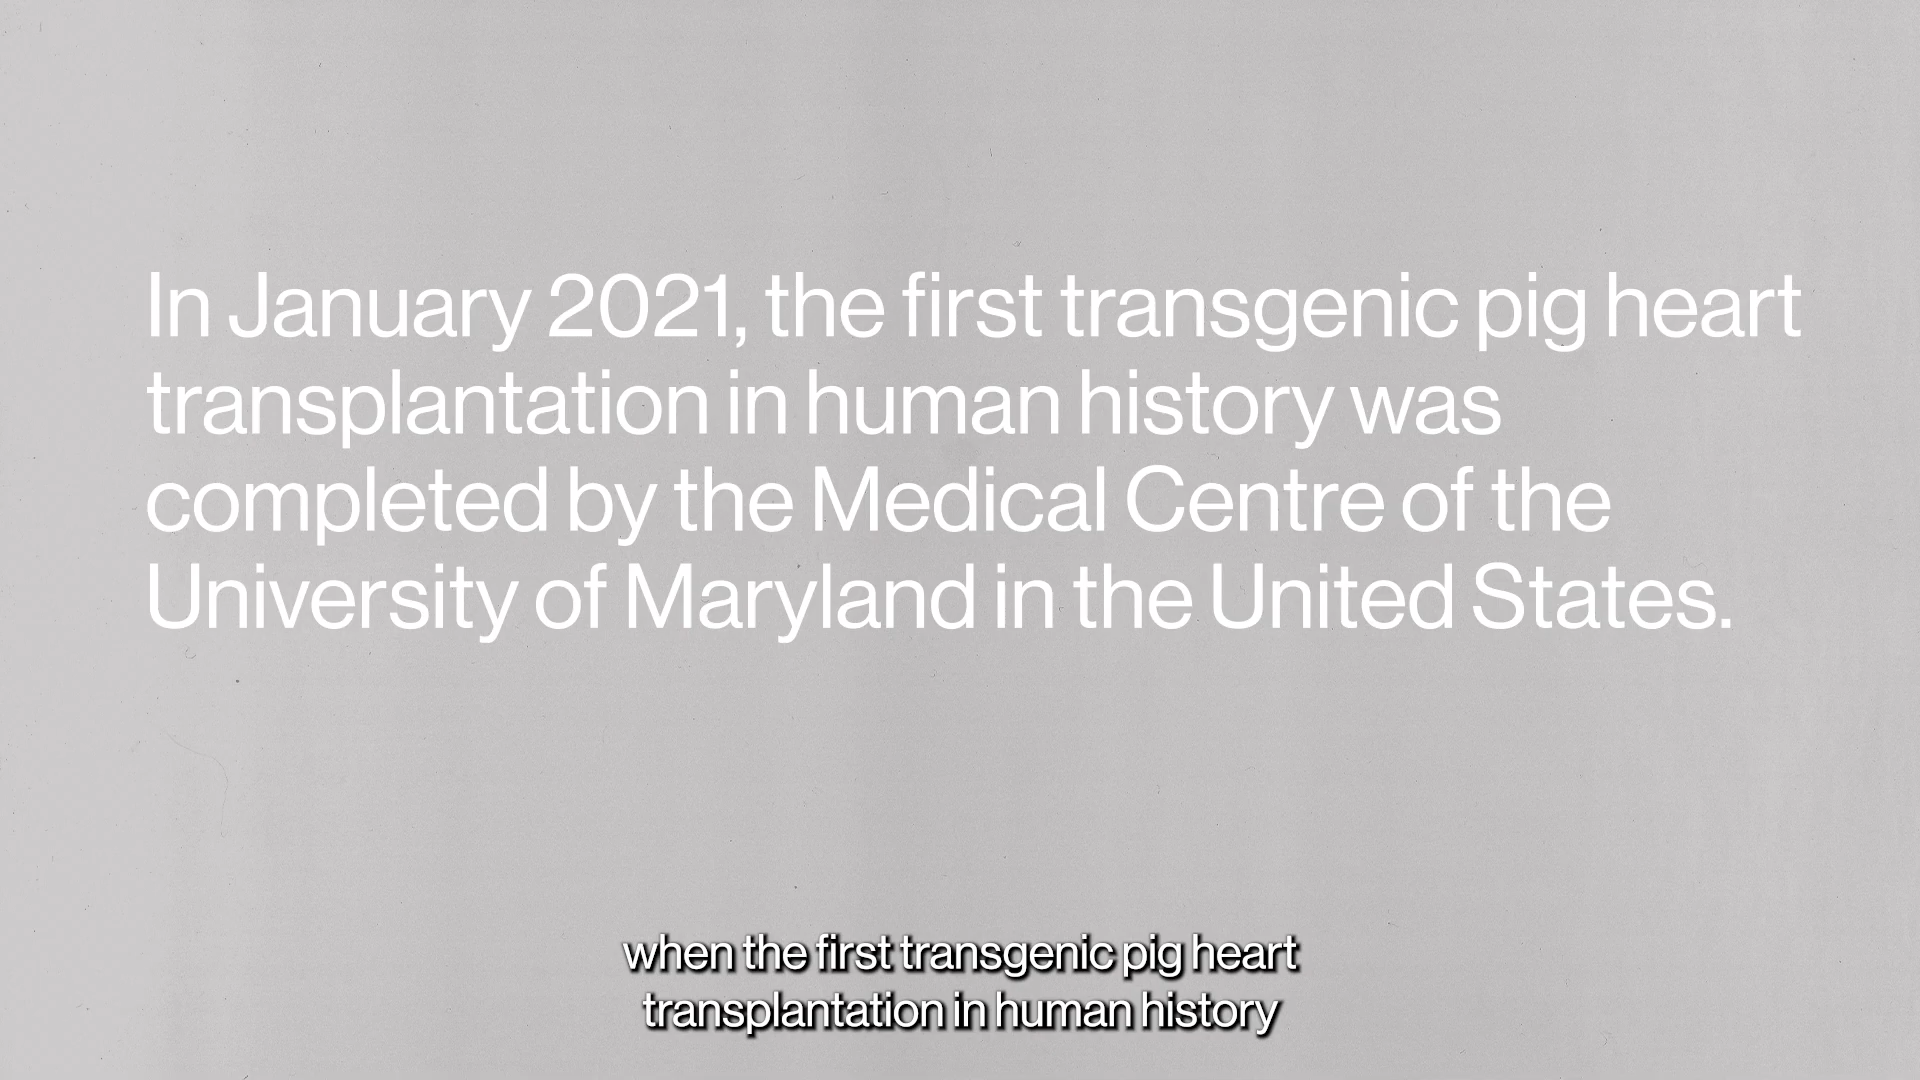 In January 2021, the first transgenic pig heart
transplantation in human history was
completed by the Medical Centre of the
University of Maryland in the United States.
when the first transgenic pig heart
transplantation in human history